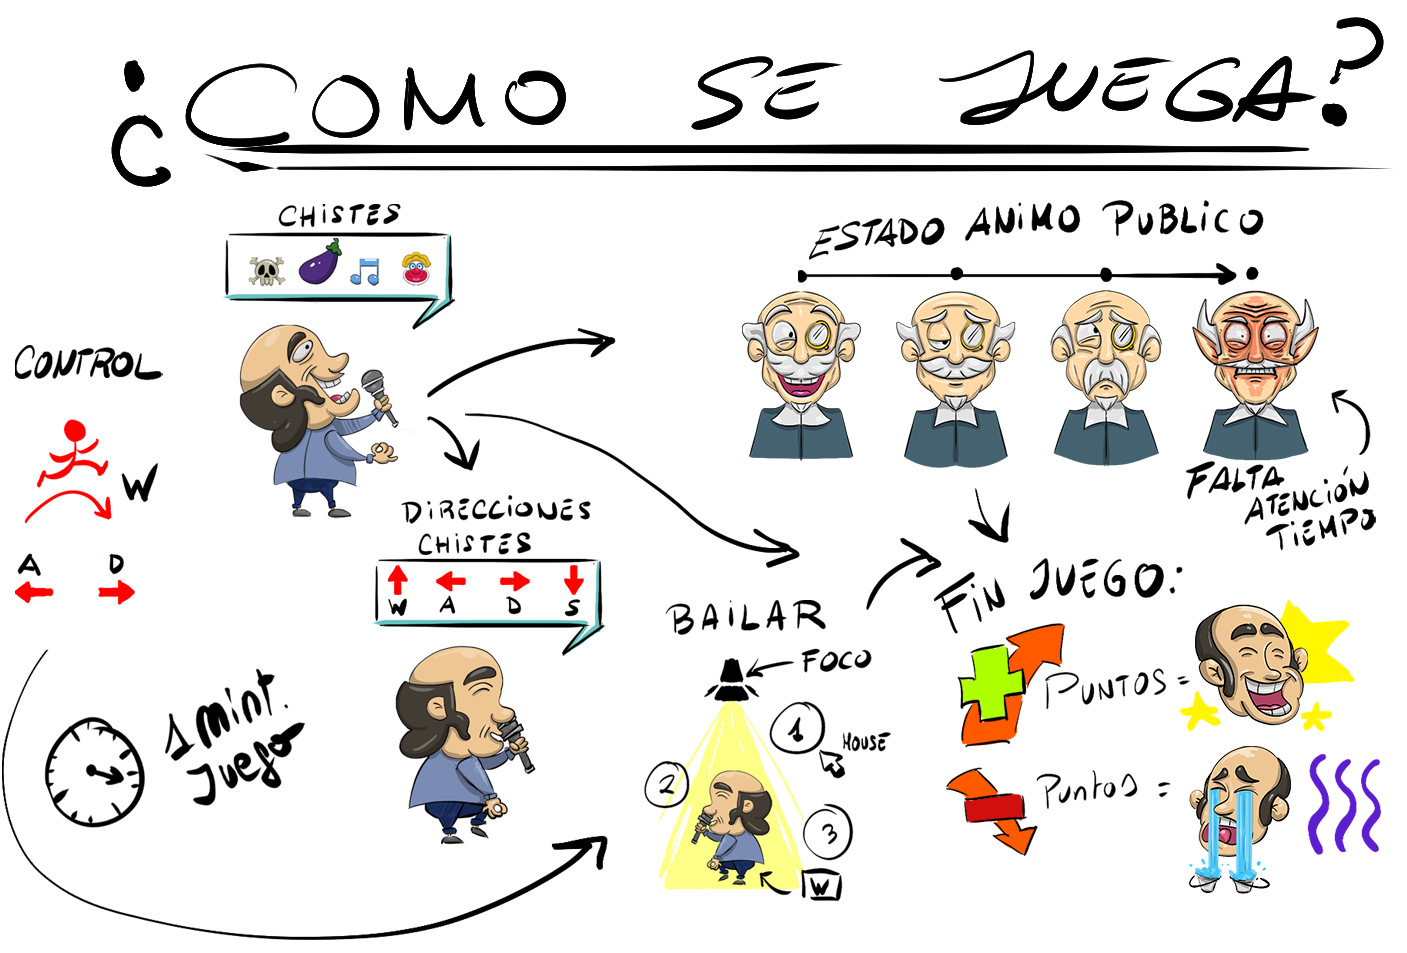 ¿COMO SE JUEGA?
CHiSTES
ESTADO ANiMO PUBLiCO
CONTROL
W
A D
DiRECCiONES
CHiSTES
W A D S
FALTA
ATENCIÓN
TiEMPO
1 mint.
Juego
BAiLAR
FOCO
1
MOUSE
2
3
W
FiN JUEGO:
PUNTOS =
PuntoS =